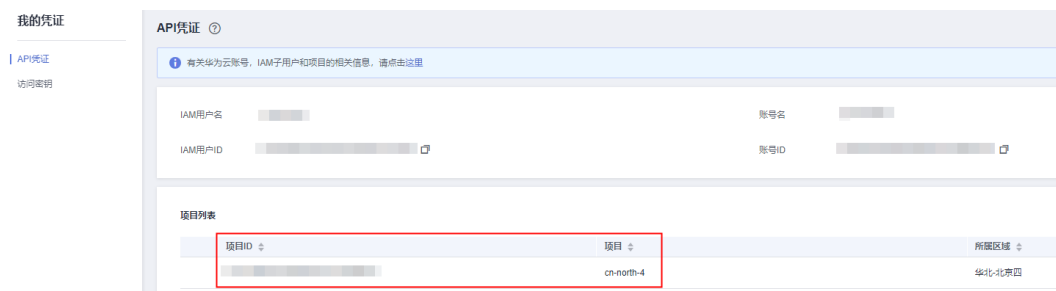 我的凭证
API凭证
访问密钥
API凭证
有关华为云账号，IAM子用户和项目的相关信息，请点击这里
IAM用户名
账号名
IAM用户ID
账号ID
项目列表
项目ID 项目 所属区域
cn-north-4 华北-北京四